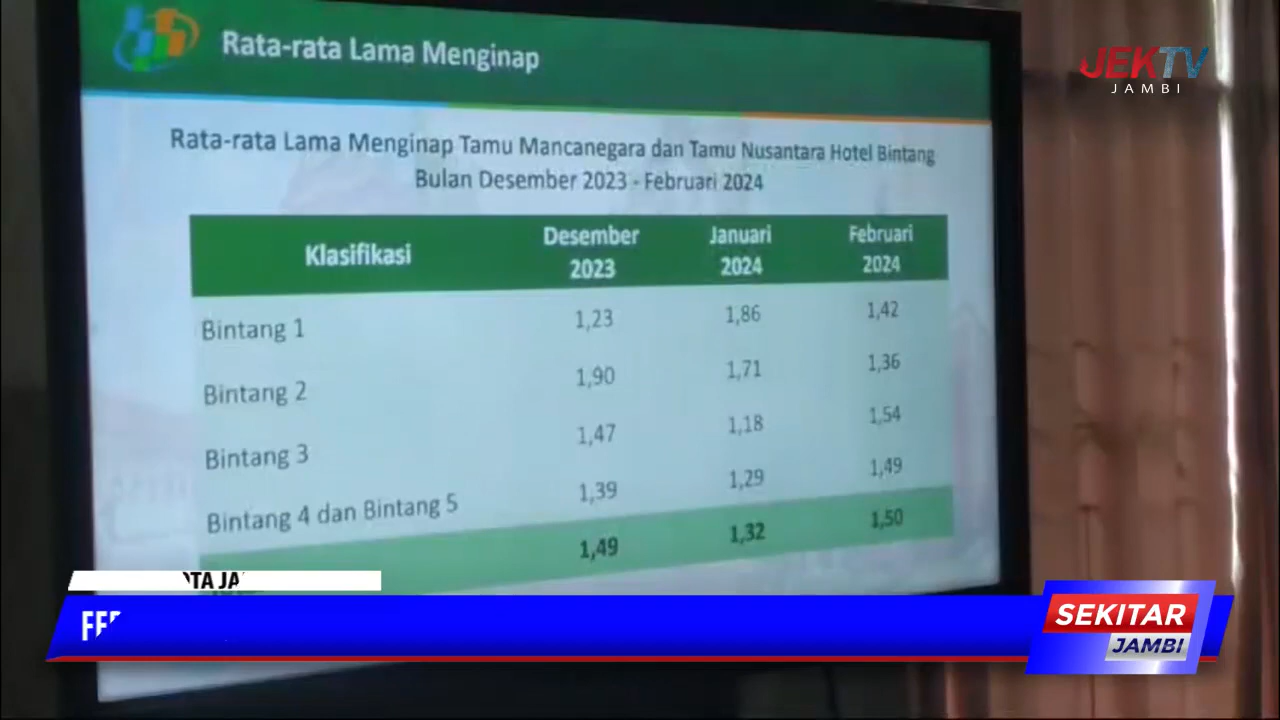 Rata-rata Lama Menginap
JEKTV
JAMBI
Rata-rata Lama Menginap Tamu Mancanegara dan Tamu Nusantara Hotel Bintang
Bulan Desember 2023 - Februari 2024
Klasifikasi Desember 2023 Januari 2024 Februari 2024
Bintang 1 1,23 1,86 1,42
Bintang 2 1,90 1,71 1,36
Bintang 3 1,47 1,18 1,54
Bintang 4 dan Bintang 5 1,39 1,29 1,49
1,49 1,32 1,50
SEKITAR
JAMBI